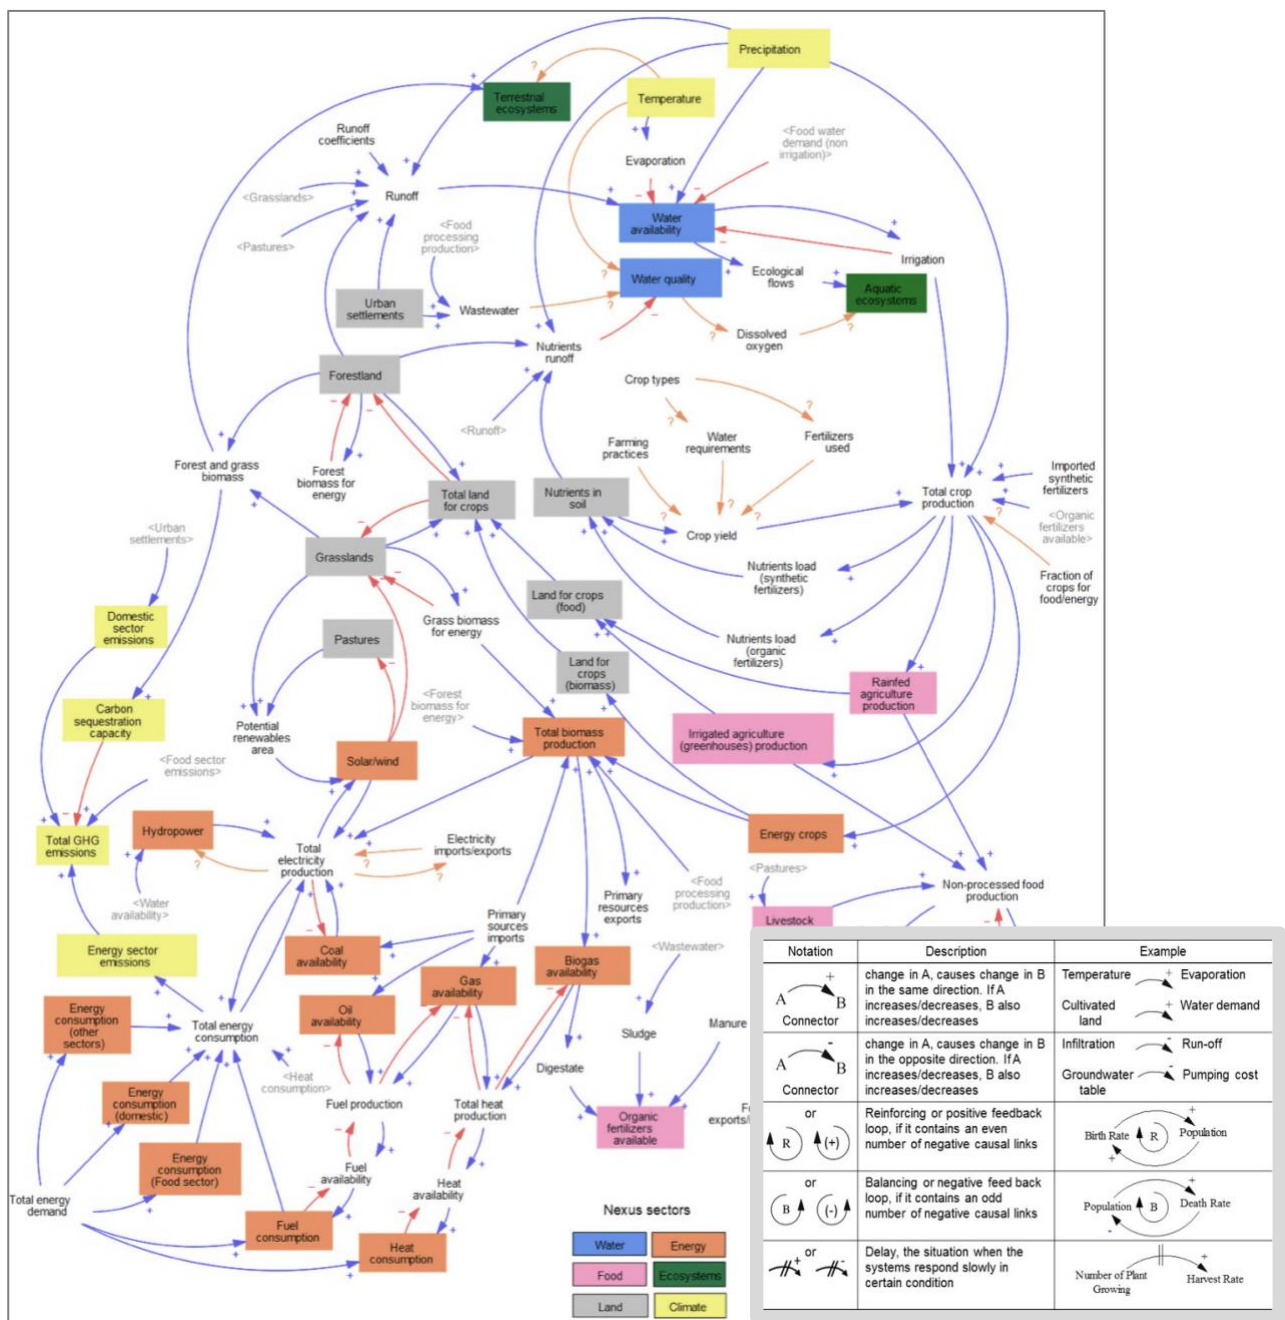 Precipitation
Terrestrial
ecosystems
Temperature
Runoff
coefficients
Evaporation
<Food water
demand (non
irrigation)>
<Grasslands>
Runoff
<Food
processing
production>
Water
availability
<Pastures>
Irrigation
Water quality
Ecological
flows
Aquatic
ecosystems
Urban
settlements
Wastewater
Dissolved
oxygen
Nutrients
runoff
Forestland
Crop types
<Runoff>
Farming
practices
Water
requirements
Fertilizers
used
Forest and grass
biomass
Forest
biomass for
energy
Imported
synthetic
fertilizers
Total land
for crops
Nutrients in
soil
Total crop
production
<Organic
fertilizers
available>
<Urban
settlements>
Crop yield
Grasslands
Nutrients load
(synthetic
fertilizers)
Fraction of
crops for
food/energy
Land for crops
(food)
Domestic
sector
emissions
Grass biomass
for energy
Pastures
Nutrients load
(organic
fertilizers)
Land for
crops
(biomass)
Rainfed
agriculture
production
<Forest
biomass for
energy>
Carbon
sequestration
capacity
Potential
renewables
area
Total biomass
production
Irrigated agriculture
(greenhouses) production
Solar/wind
<Food sector
emissions>
Hydropower
Energy crops
Total GHG
emissions
Total
electricity
production
Electricity
imports/exports
<Pastures>
<Water
availability>
<Food
processing
production>
Primary
resources
exports
Non-processed food
production
Primary
sources
imports
Livestock
Energy sector
emissions
Coal
availability
<Wastewater>
Biogas
availability
Gas
availability
Energy
consumption
(other
sectors)
Oil
availability
Total energy
consumption
Sludge
Manure
Digestate
<Heat
consumption>
Energy
consumption
(domestic)
Fuel production
Total heat
production
Organic
fertilizers
available
exports/i
Energy
consumption
(Food sector)
Fuel
availability
Heat
availability
Total energy
demand
Fuel
consumption
Heat
consumption
Nexus sectors
Water
Energy
Food
Ecosystems
Land
Climate
Notation
Description
Example
A
+
B
Connector
change in A, causes change in B
in the same direction. If A
increases/decreases, B also
increases/decreases
Temperature + Evaporation
Cultivated
land
+ Water demand
A
-
B
Connector
change in A, causes change in B
in the opposite direction. If A
increases/decreases, B also
increases/decreases
Infiltration - Run-off
Groundwater
table
- Pumping cost
or
R (+)
Reinforcing or positive feedback
loop, if it contains an even
number of negative causal links
Birth Rate + R + Population
or
B (-)
Balancing or negative feed back
loop, if it contains an odd
number of negative causal links
Population + B - Death Rate
or
+ -
Delay, the situation when the
systems respond slowly in
certain condition
Number of Plant
Growing
+
Harvest Rate